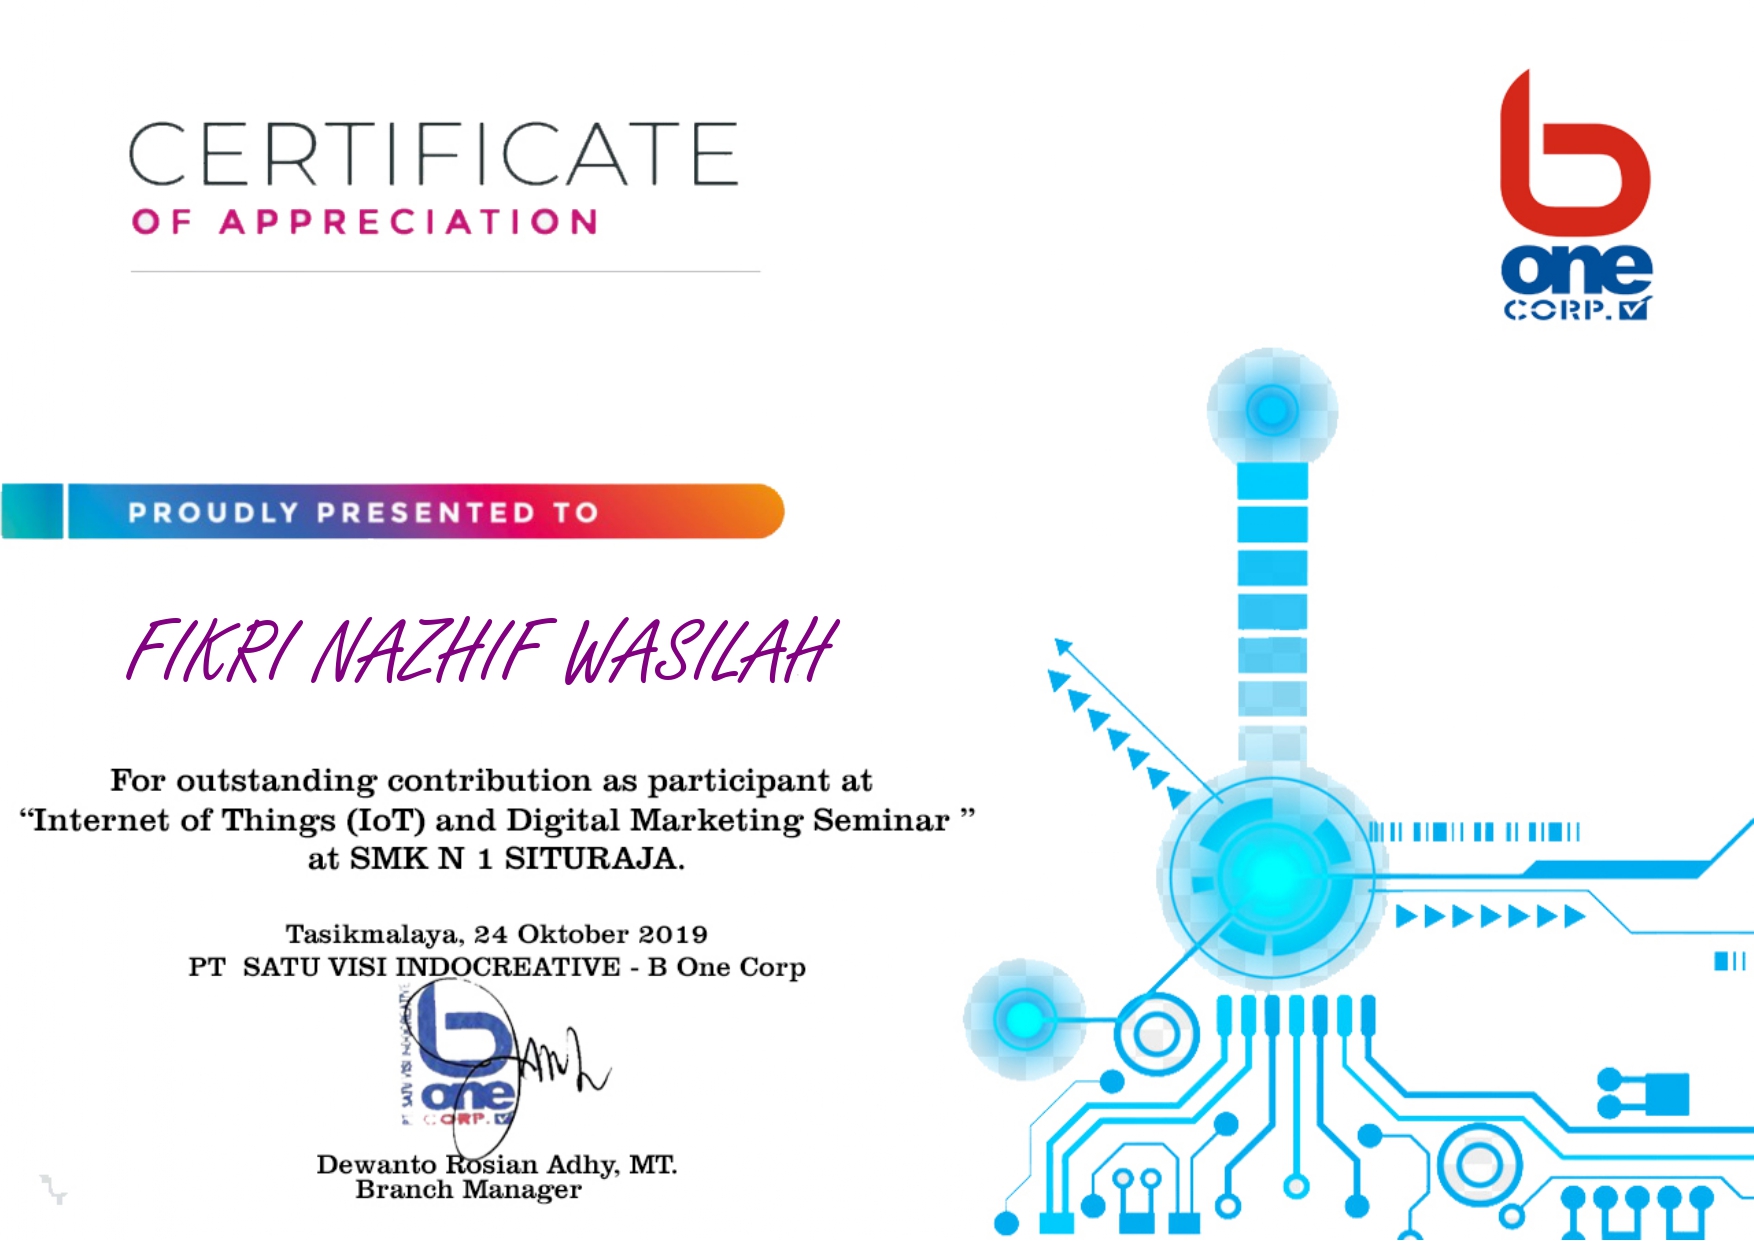 CERTIFICATE
OF APPRECIATION
b
one
CORP.
PROUDLY PRESENTED TO
FIKRI NAZHIF WASILAH
For outstanding contribution as participant at
“Internet of Things (IoT) and Digital Marketing Seminar ”
at SMK N 1 SITURAJA.
Tasikmalaya, 24 Oktober 2019
PT SATU VISI INDOCREATIVE - B One Corp
PT SATU VISI INDOCREATIVE
b
one
CORP.
Dewanto Rosian Adhy, MT.
Branch Manager